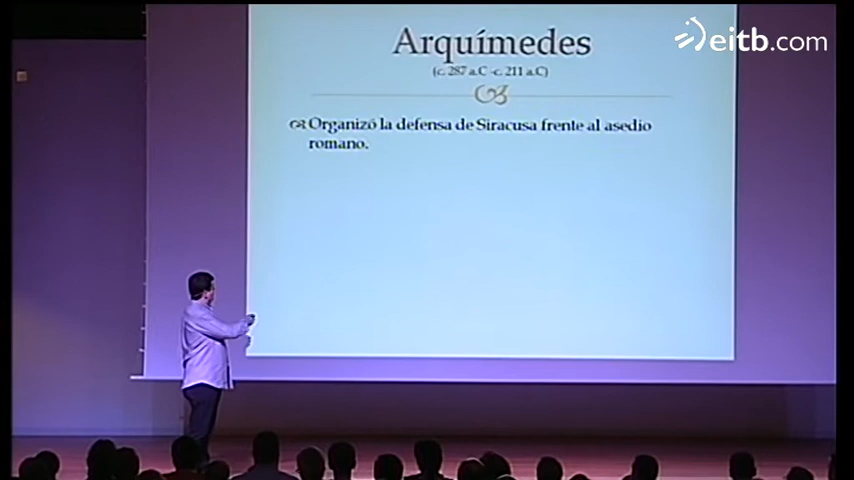 Arquímedes
(c. 287 a.C -c. 211 a.C)
Organizó la defensa de Siracusa frente al asedio
romano.
eitb.com